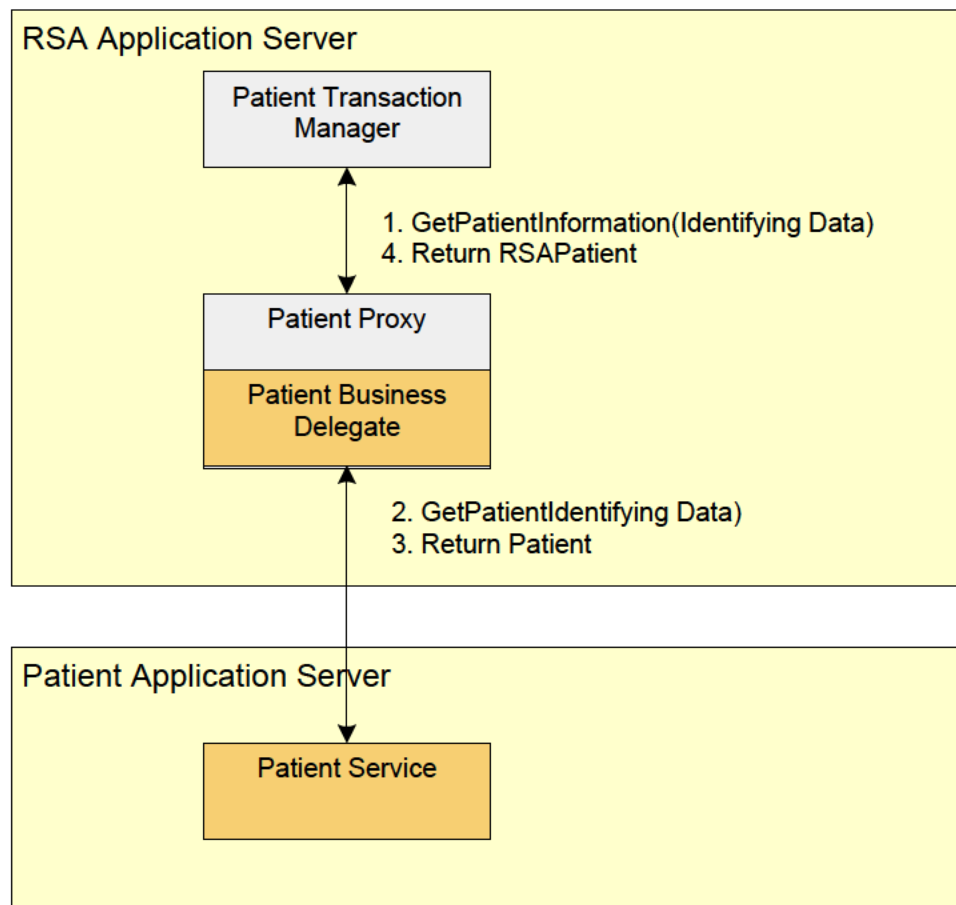 RSA Application Server
Patient Transaction
Manager
1. GetPatientInformation(Identifying Data)
4. Return RSAPatient
Patient Proxy
Patient Business
Delegate
2. GetPatientIdentifying Data)
3. Return Patient
Patient Application Server
Patient Service